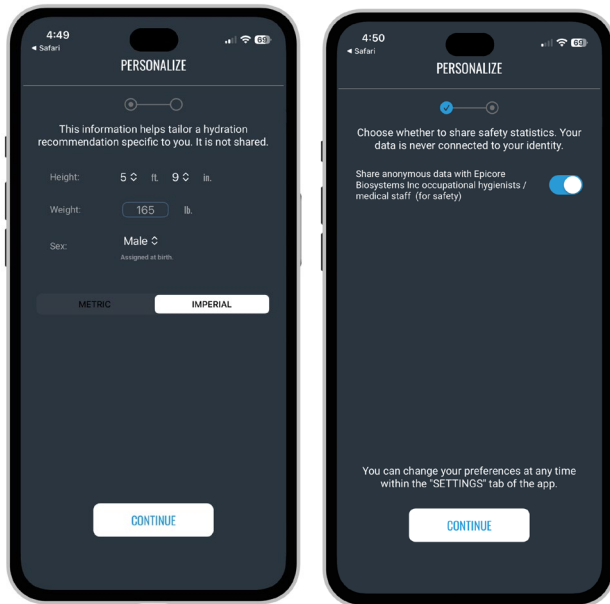 4:49
69
◀ Safari
PERSONALIZE
This information helps tailor a hydration
recommendation specific to you. It is not shared.
Height: 5 ft. 9 in.
Weight: 165 lb.
Sex: Male
Assigned at birth.
METRIC IMPERIAL
CONTINUE
4:50
69
◀ Safari
PERSONALIZE
Choose whether to share safety statistics. Your
data is never connected to your identity.
Share anonymous data with Epicore
Biosystems Inc occupational hygienists /
medical staff (for safety)
You can change your preferences at any time
within the "SETTINGS" tab of the app.
CONTINUE